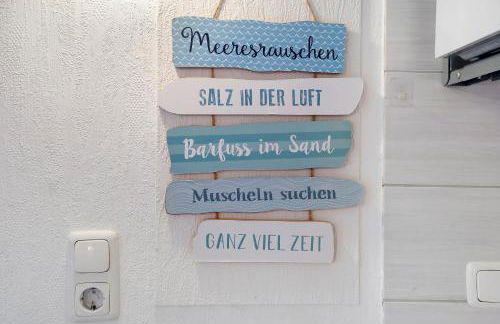 Meeresrauschen
SALZ IN DER LUFT
Barfuss im Sand
Muscheln suchen
GANZ VIEL ZEIT